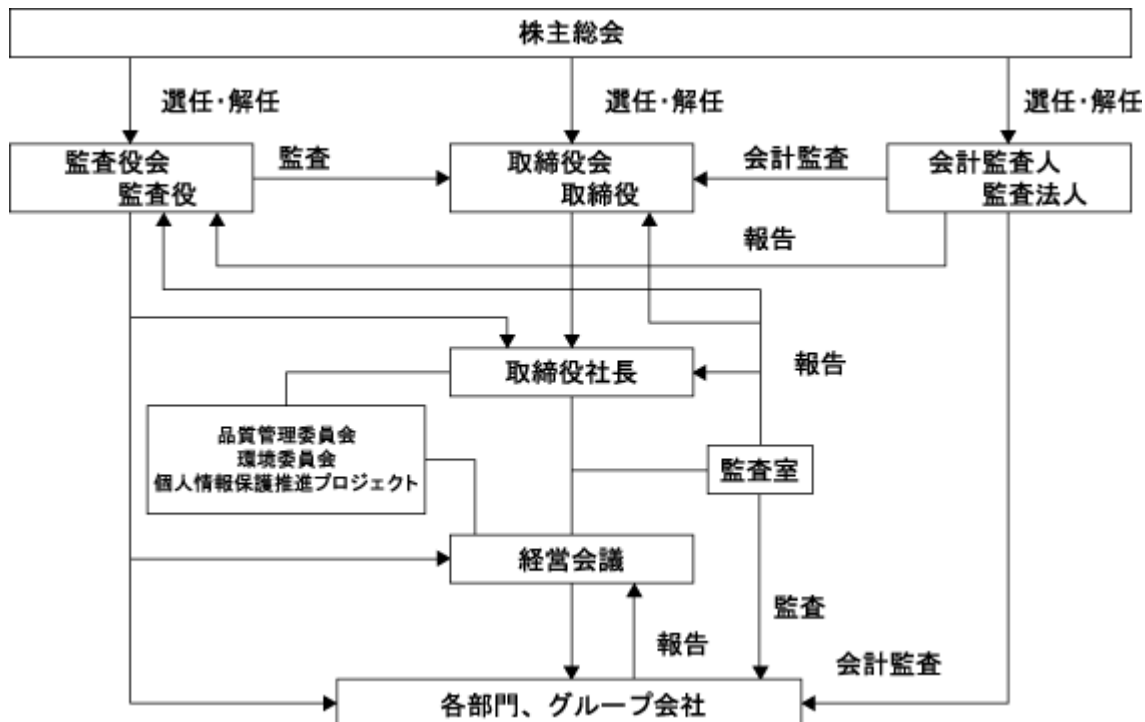 株主総会
選任・解任
選任・解任
選任・解任
監査役会
監査役
監査
取締役会
取締役
会計監査
会計監査人
監査法人
報告
取締役社長
報告
品質管理委員会
環境委員会
個人情報保護推進プロジェクト
監査室
経営会議
監査
報告
会計監査
各部門、グループ会社